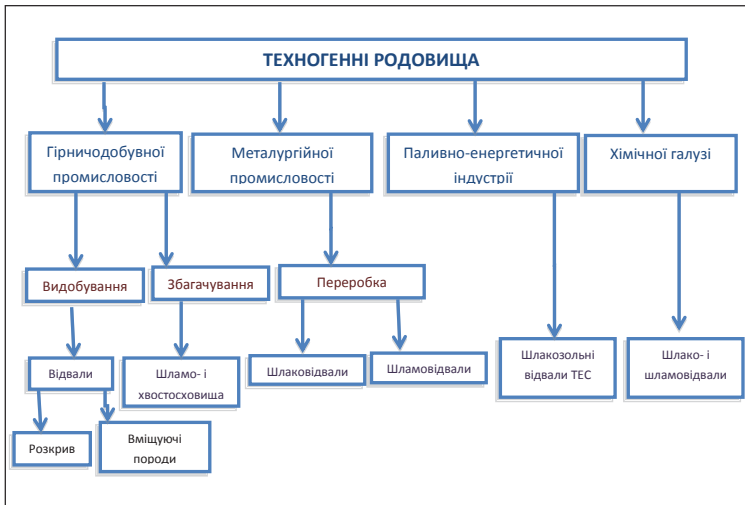 ТЕХНОГЕННІ РОДОВИЩА
Гірничодобувної
промисловості
Металургійної
промисловості
Паливно-енергетичної
індустрії
Хімічної галузі
Видобування
Збагачування
Переробка
Відвали
Шламо- і
хвостосховища
Шлаковідвали
Шламовідвали
Шлакозольні
відвали ТЕС
Шлако- і
шламовідвали
Розкрив
Вміщуючі
породи